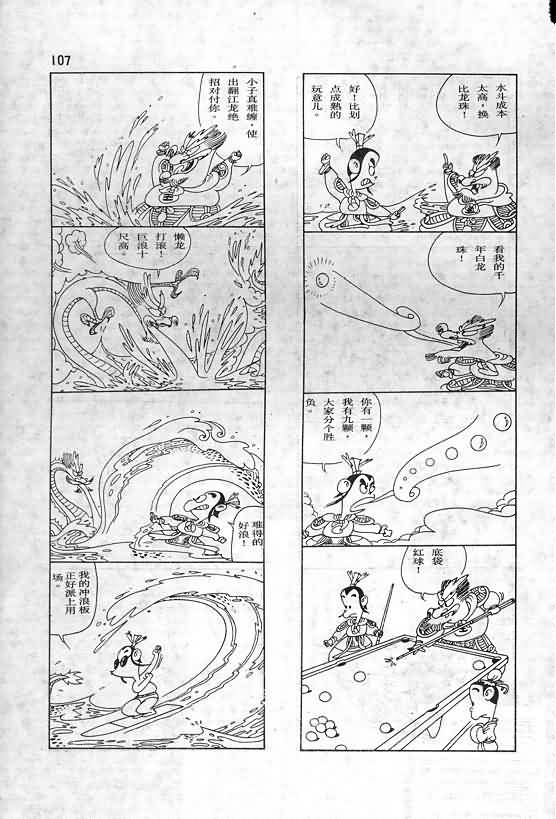 107
水斗成本
太高，换
比龙珠！
好！比划
点成熟的
玩意儿。
看我的千
年白龙
珠！
你有一颗，
我有九颗，
大家分个胜
负。
底袋
红球！
小子真难缠，使
出翻江龙绝
招对付你。
懒龙
打滚！
巨浪十
尺高。
难得的
好浪！
我的冲浪板
正好派上用
场。